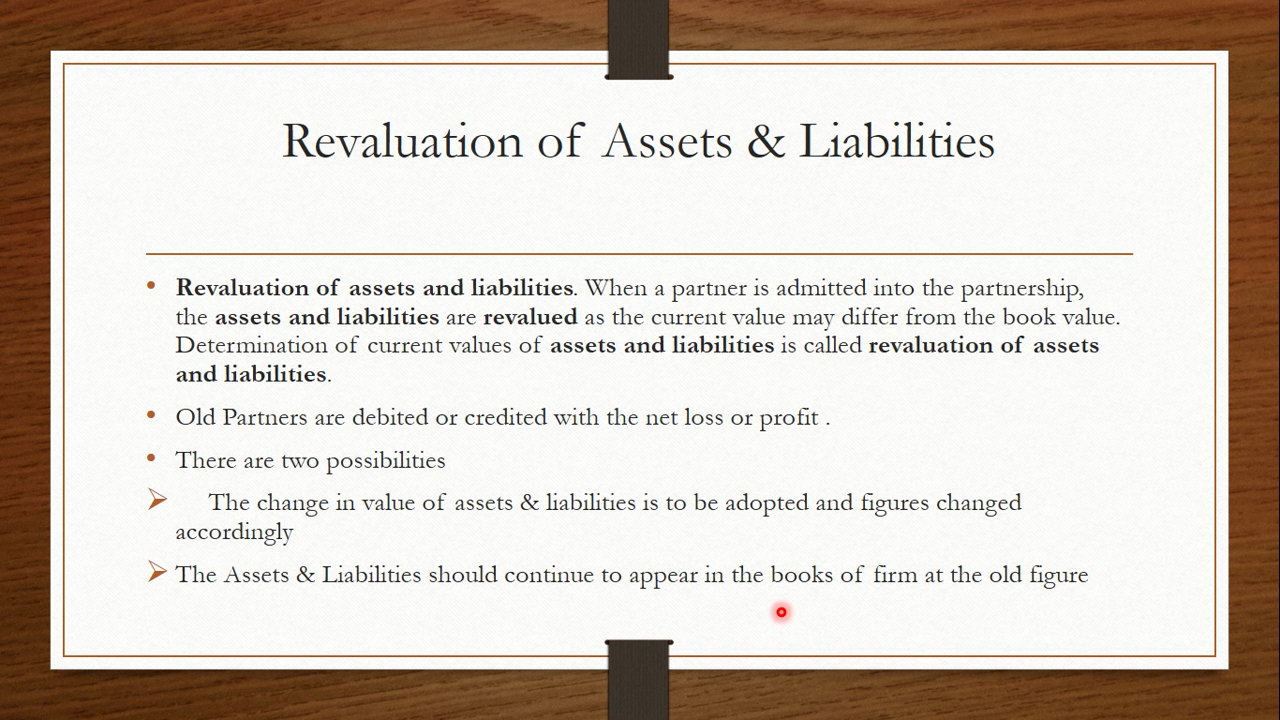 Revaluation of Assets & Liabilities
• Revaluation of assets and liabilities. When a partner is admitted into the partnership,
the assets and liabilities are revalued as the current value may differ from the book value.
Determination of current values of assets and liabilities is called revaluation of assets
and liabilities.
• Old Partners are debited or credited with the net loss or profit .
• There are two possibilities
➢ The change in value of assets & liabilities is to be adopted and figures changed
accordingly
➢ The Assets & Liabilities should continue to appear in the books of firm at the old figure